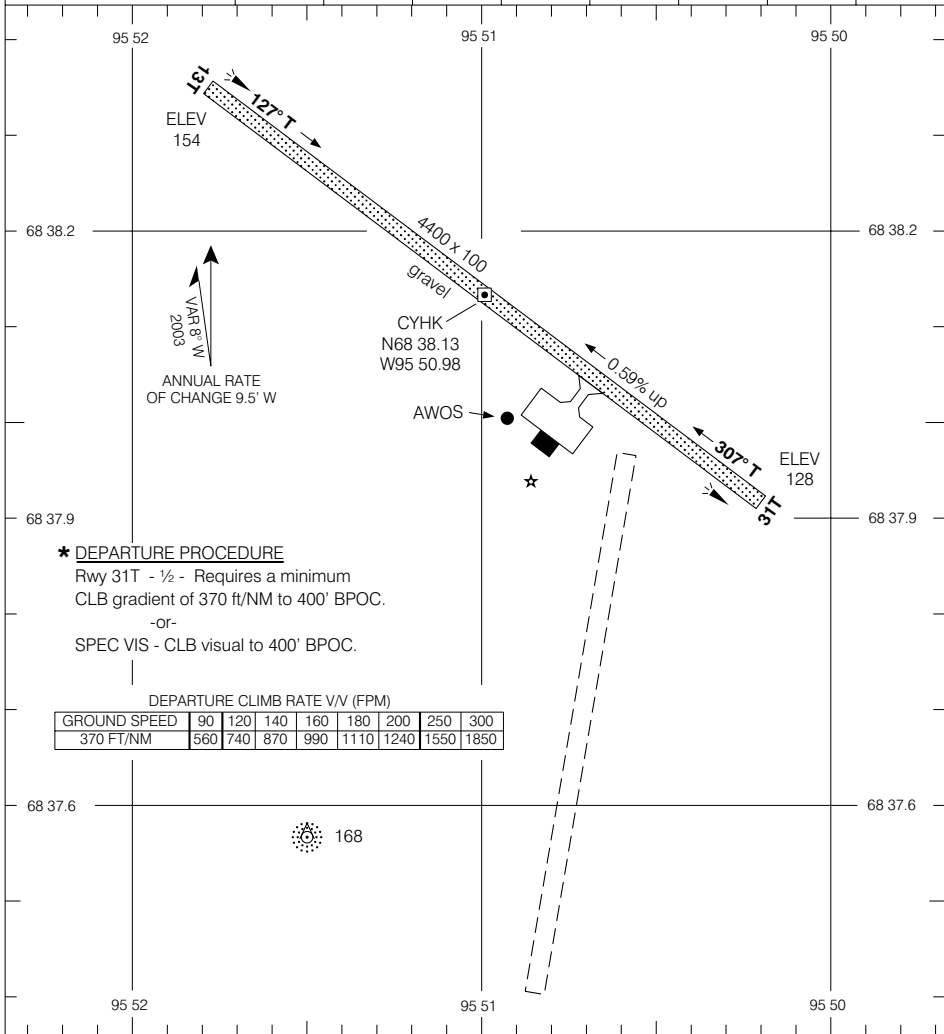 95 52
95 51
95 50
13T
127° T
ELEV
154
68 38.2
68 38.2
4400 x 100
gravel
VAR 8° W
2003
CYHK
N68 38.13
W95 50.98
ANNUAL RATE
OF CHANGE 9.5' W
0.59% up
AWOS
307° T
ELEV
128
31T
68 37.9
68 37.9
* DEPARTURE PROCEDURE
Rwy 31T - ½ - Requires a minimum
CLB gradient of 370 ft/NM to 400' BPOC.
-or-
SPEC VIS - CLB visual to 400' BPOC.
DEPARTURE CLIMB RATE V/V (FPM)
GROUND SPEED 90 120 140 160 180 200 250 300
370 FT/NM 560 740 870 990 1110 1240 1550 1850
68 37.6
68 37.6
168
95 52
95 51
95 50